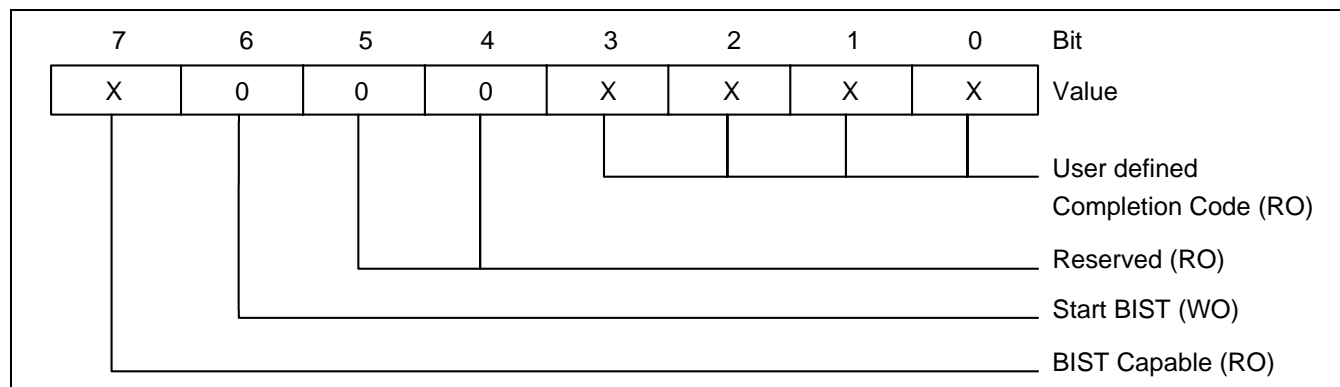 7 6 5 4 3 2 1 0 Bit
X 0 0 0 X X X X Value
User defined
Completion Code (RO)
Reserved (RO)
Start BIST (WO)
BIST Capable (RO)